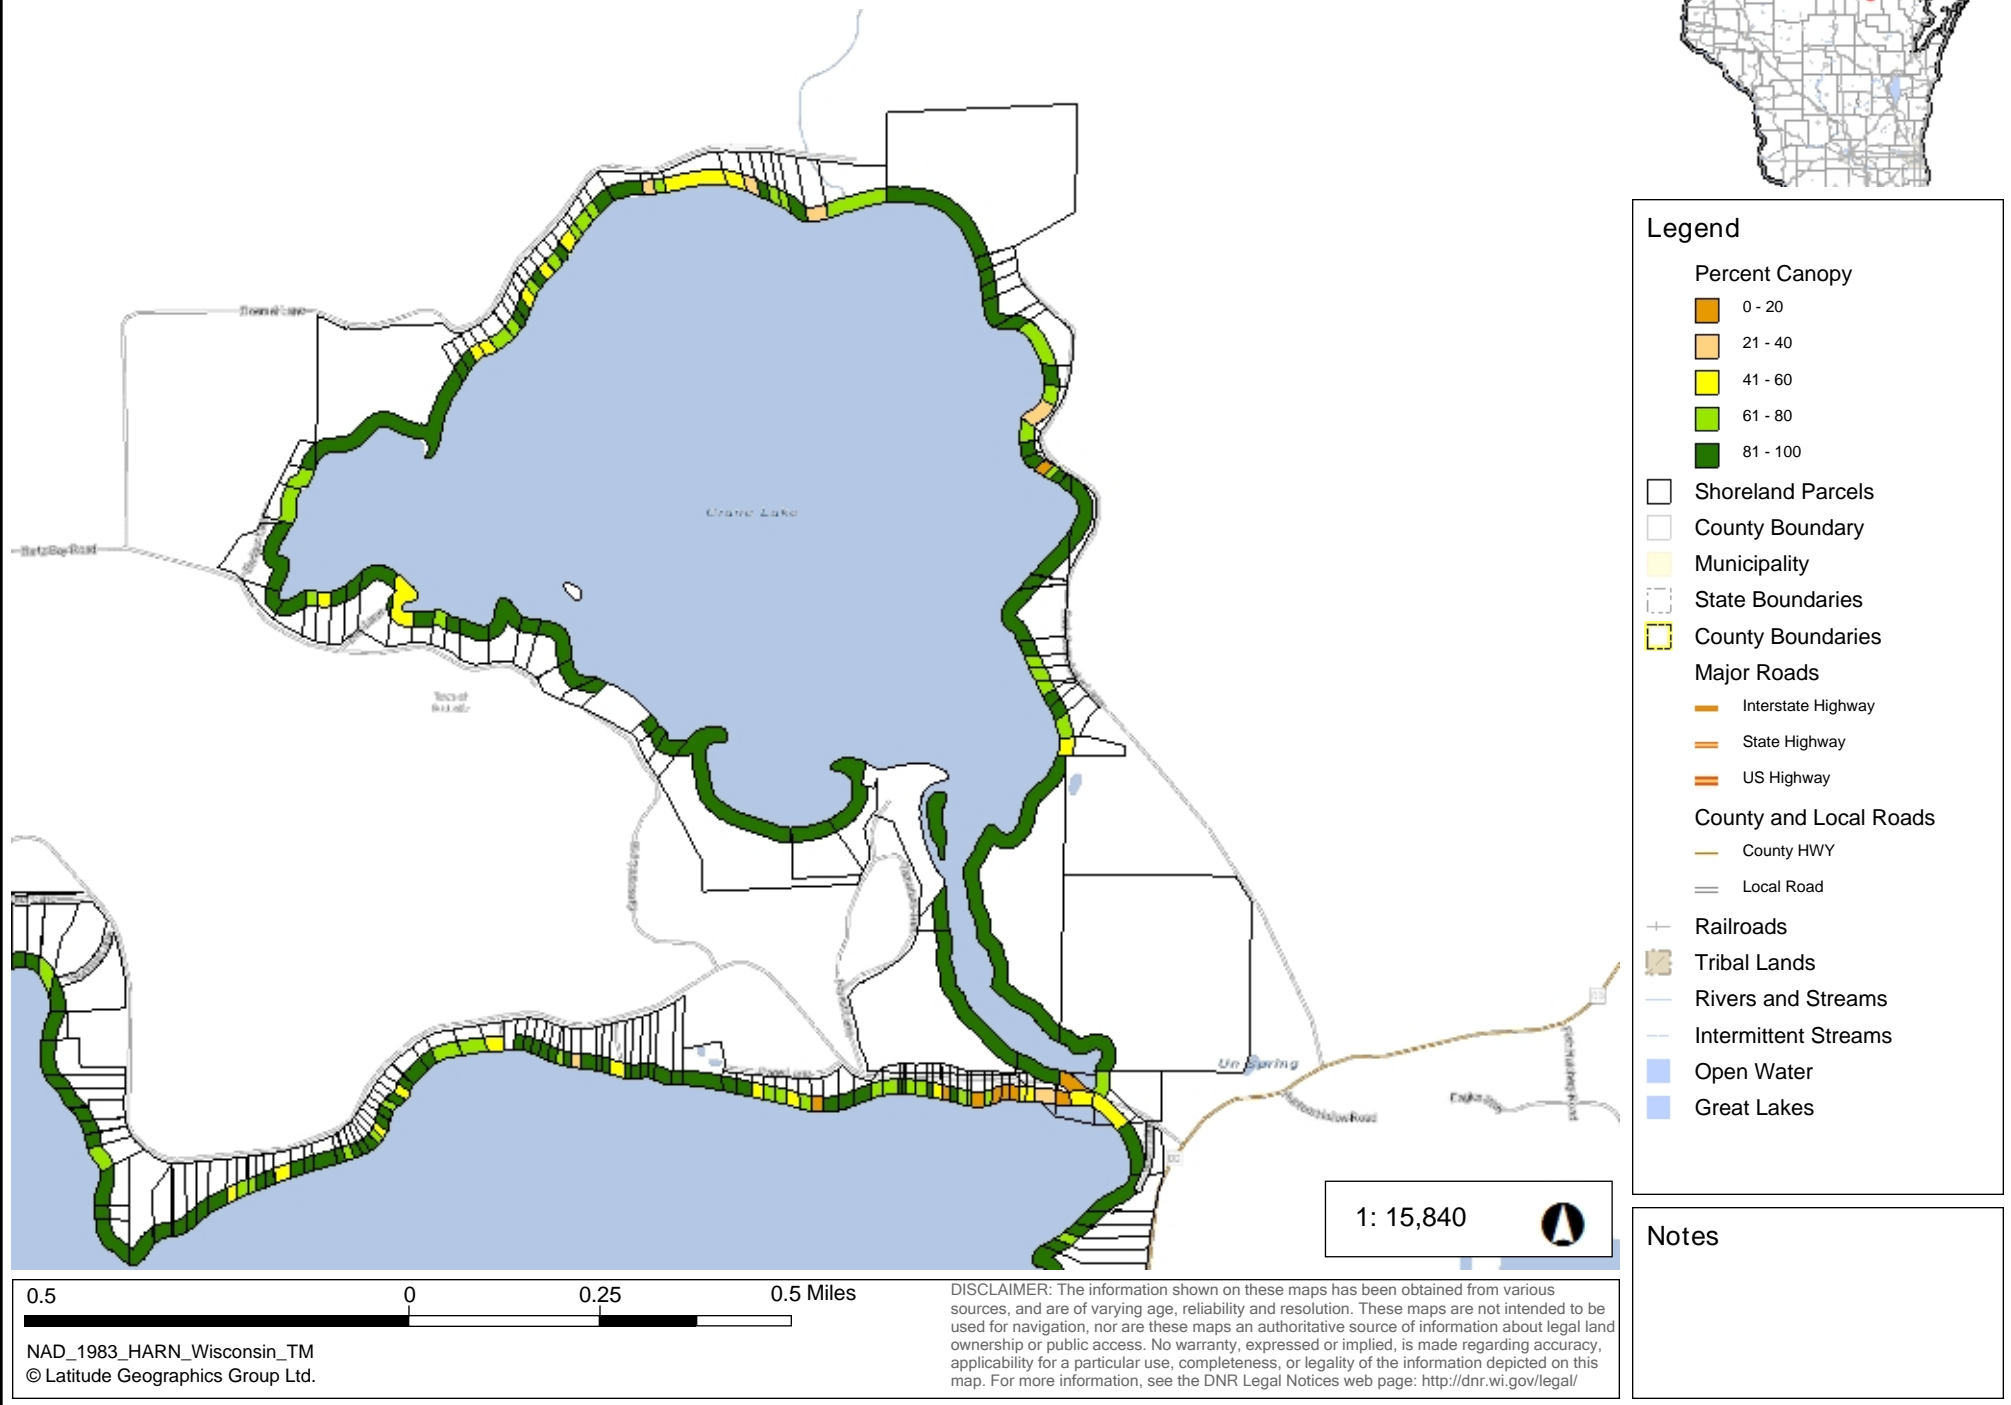 Crane Lake
Un Spring
Legend
Percent Canopy
0 - 20
21 - 40
41 - 60
61 - 80
81 - 100
Shoreland Parcels
County Boundary
Municipality
State Boundaries
County Boundaries
Major Roads
Interstate Highway
State Highway
US Highway
County and Local Roads
County HWY
Local Road
Railroads
Tribal Lands
Rivers and Streams
Intermittent Streams
Open Water
Great Lakes
1: 15,840
Notes
0.5
0
0.25
0.5 Miles
NAD_1983_HARN_Wisconsin_TM
© Latitude Geographics Group Ltd.
DISCLAIMER: The information shown on these maps has been obtained from various
sources, and are of varying age, reliability and resolution. These maps are not intended to be
used for navigation, nor are these maps an authoritative source of information about legal land
ownership or public access. No warranty, expressed or implied, is made regarding accuracy,
applicability for a particular use, completeness, or legality of the information depicted on this
map. For more information, see the DNR Legal Notices web page: http://dnr.wi.gov/legal/